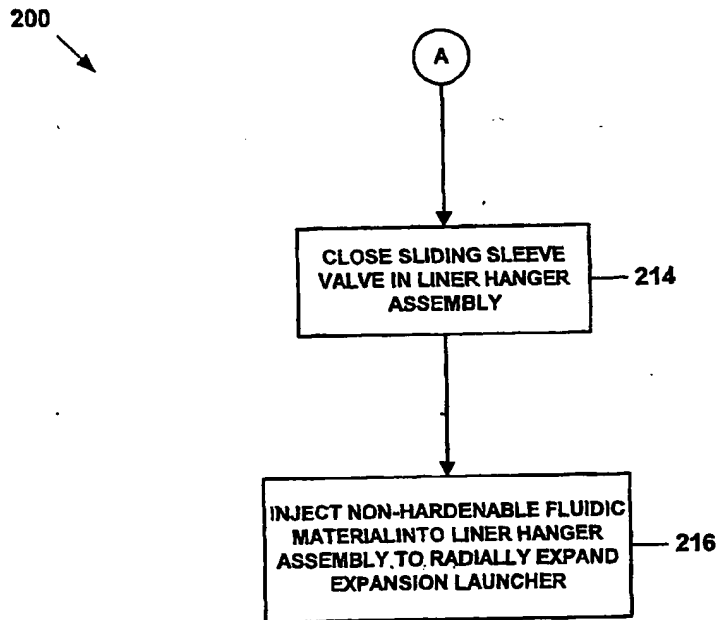 200
A
CLOSE SLIDING SLEEVE
VALVE IN LINER HANGER
ASSEMBLY
214
INJECT NON-HARDENABLE FLUIDIC
MATERIALINTO LINER HANGER
ASSEMBLY, TO RADIALLY EXPAND
EXPANSION LAUNCHER
216